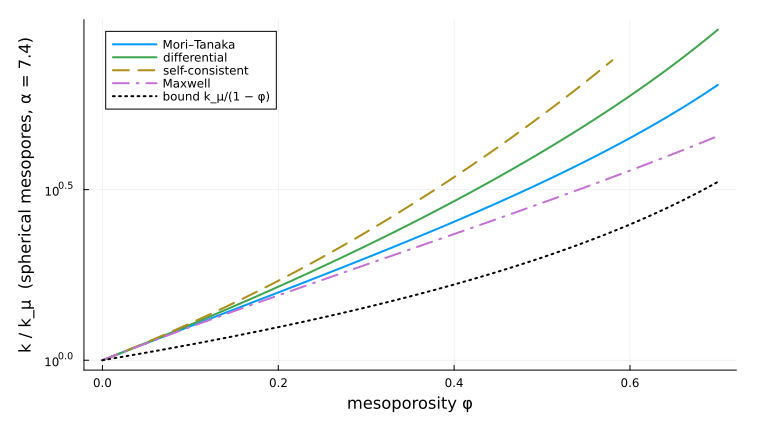 k / k_μ (spherical mesopores, α = 7.4)
Mori–Tanaka
differential
self-consistent
Maxwell
bound k_μ/(1 − φ)
10^0.5
10^0.0
0.0 0.2 0.4 0.6
mesoporosity φ